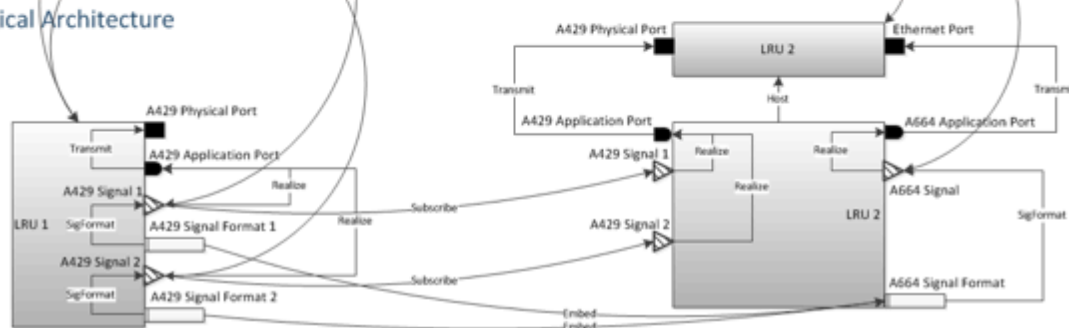 ical Architecture
A429 Physical Port
Transmit
A429 Application Port
A429 Signal 1
Realize
LRU 1
SigFormat
Realize
A429 Signal Format 1
A429 Signal 2
SigFormat
A429 Signal Format 2
Subscribe
Subscribe
Embed
Embed
A429 Physical Port
LRU 2
Ethernet Port
Transmit
Host
Transm
A429 Application Port
A664 Application Port
A429 Signal 1
Realize
Realize
Realize
A664 Signal
A429 Signal 2
LRU 2
SigFormat
A664 Signal Format